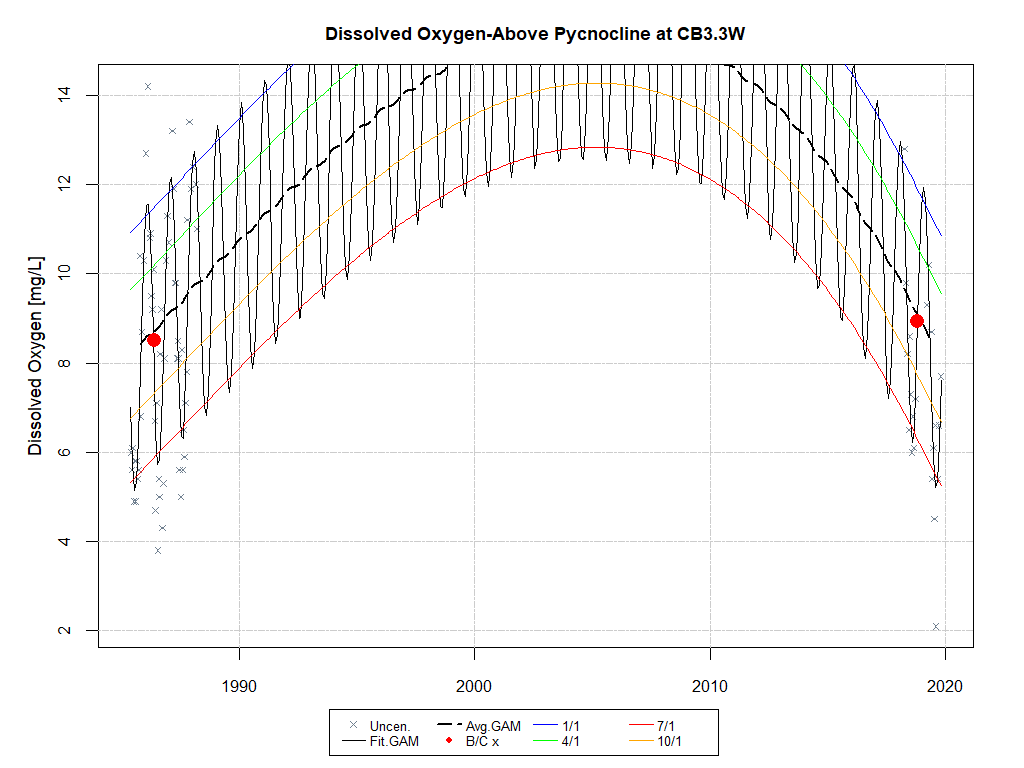 Dissolved Oxygen-Above Pycnocline at CB3.3W
Dissolved Oxygen [mg/L]
14
12
10
8
6
4
2
1990 2000 2010 2020
Uncen. Avg.GAM 1/1 7/1
Fit.GAM B/C x 4/1 10/1